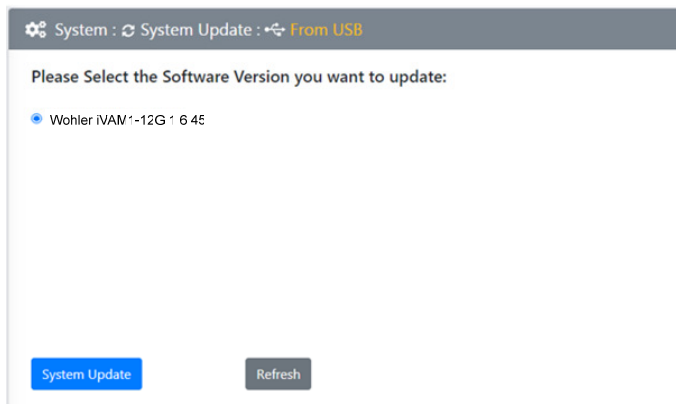 System : System Update : From USB
Please Select the Software Version you want to update:
Wohler iVAM1-12G 1 6 45
System Update
Refresh